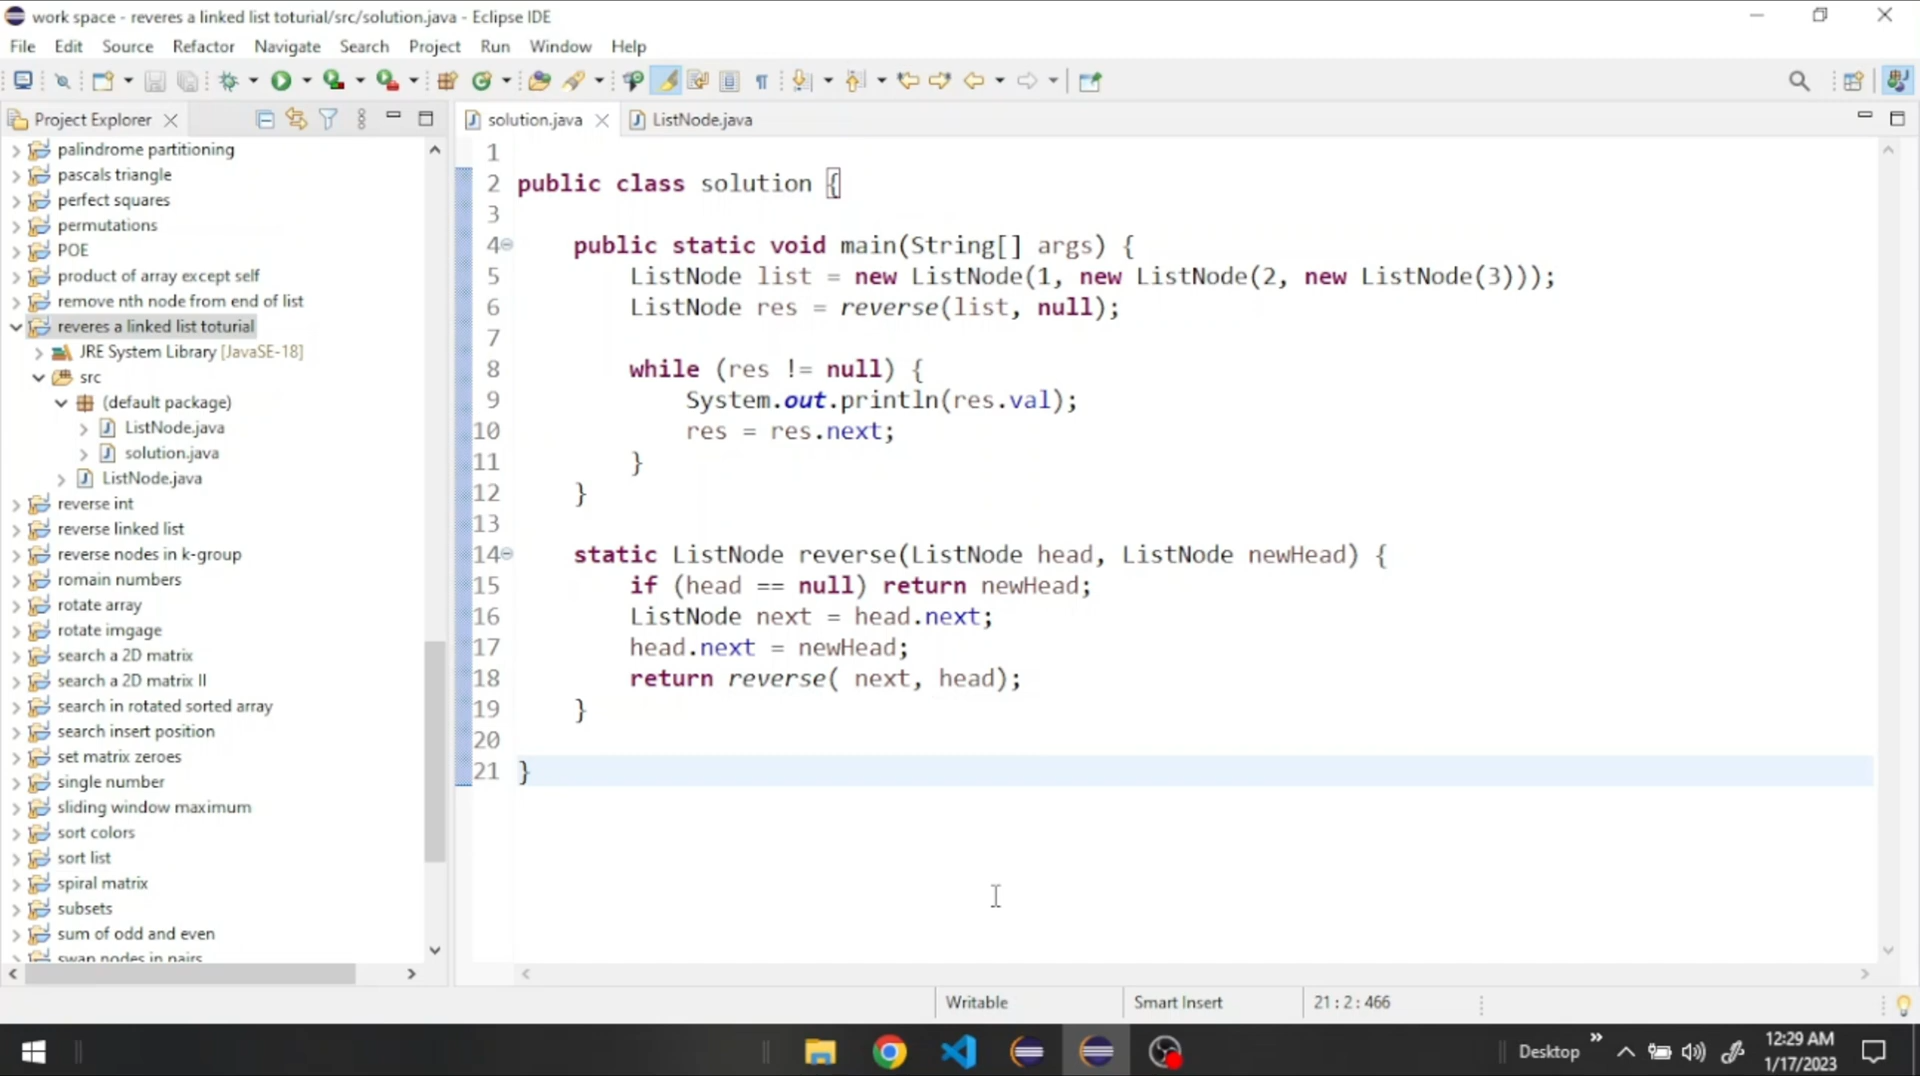 work space - reveres a linked list toturial/src/solution.java - Eclipse IDE
File Edit Source Refactor Navigate Search Project Run Window Help
Project Explorer
palindrome partitioning
pascals triangle
perfect squares
permutations
POE
product of array except self
remove nth node from end of list
reveres a linked list toturial
JRE System Library [JavaSE-18]
src
(default package)
ListNode.java
solution.java
ListNode.java
reverse int
reverse linked list
reverse nodes in k-group
romain numbers
rotate array
rotate imgage
search a 2D matrix
search a 2D matrix II
search in rotated sorted array
search insert position
set matrix zeroes
single number
sliding window maximum
sort colors
sort list
spiral matrix
subsets
sum of odd and even
swap nodes in pairs
solution.java ListNode.java
1
2 public class solution {
3
4 public static void main(String[] args) {
5 ListNode list = new ListNode(1, new ListNode(2, new ListNode(3)));
6 ListNode res = reverse(list, null);
7
8 while (res != null) {
9 System.out.println(res.val);
10 res = res.next;
11 }
12 }
13
14 static ListNode reverse(ListNode head, ListNode newHead) {
15 if (head == null) return newHead;
16 ListNode next = head.next;
17 head.next = newHead;
18 return reverse( next, head);
19 }
20
21 }
Writable Smart Insert 21 : 2 : 466
Desktop
12:29 AM
1/17/2023